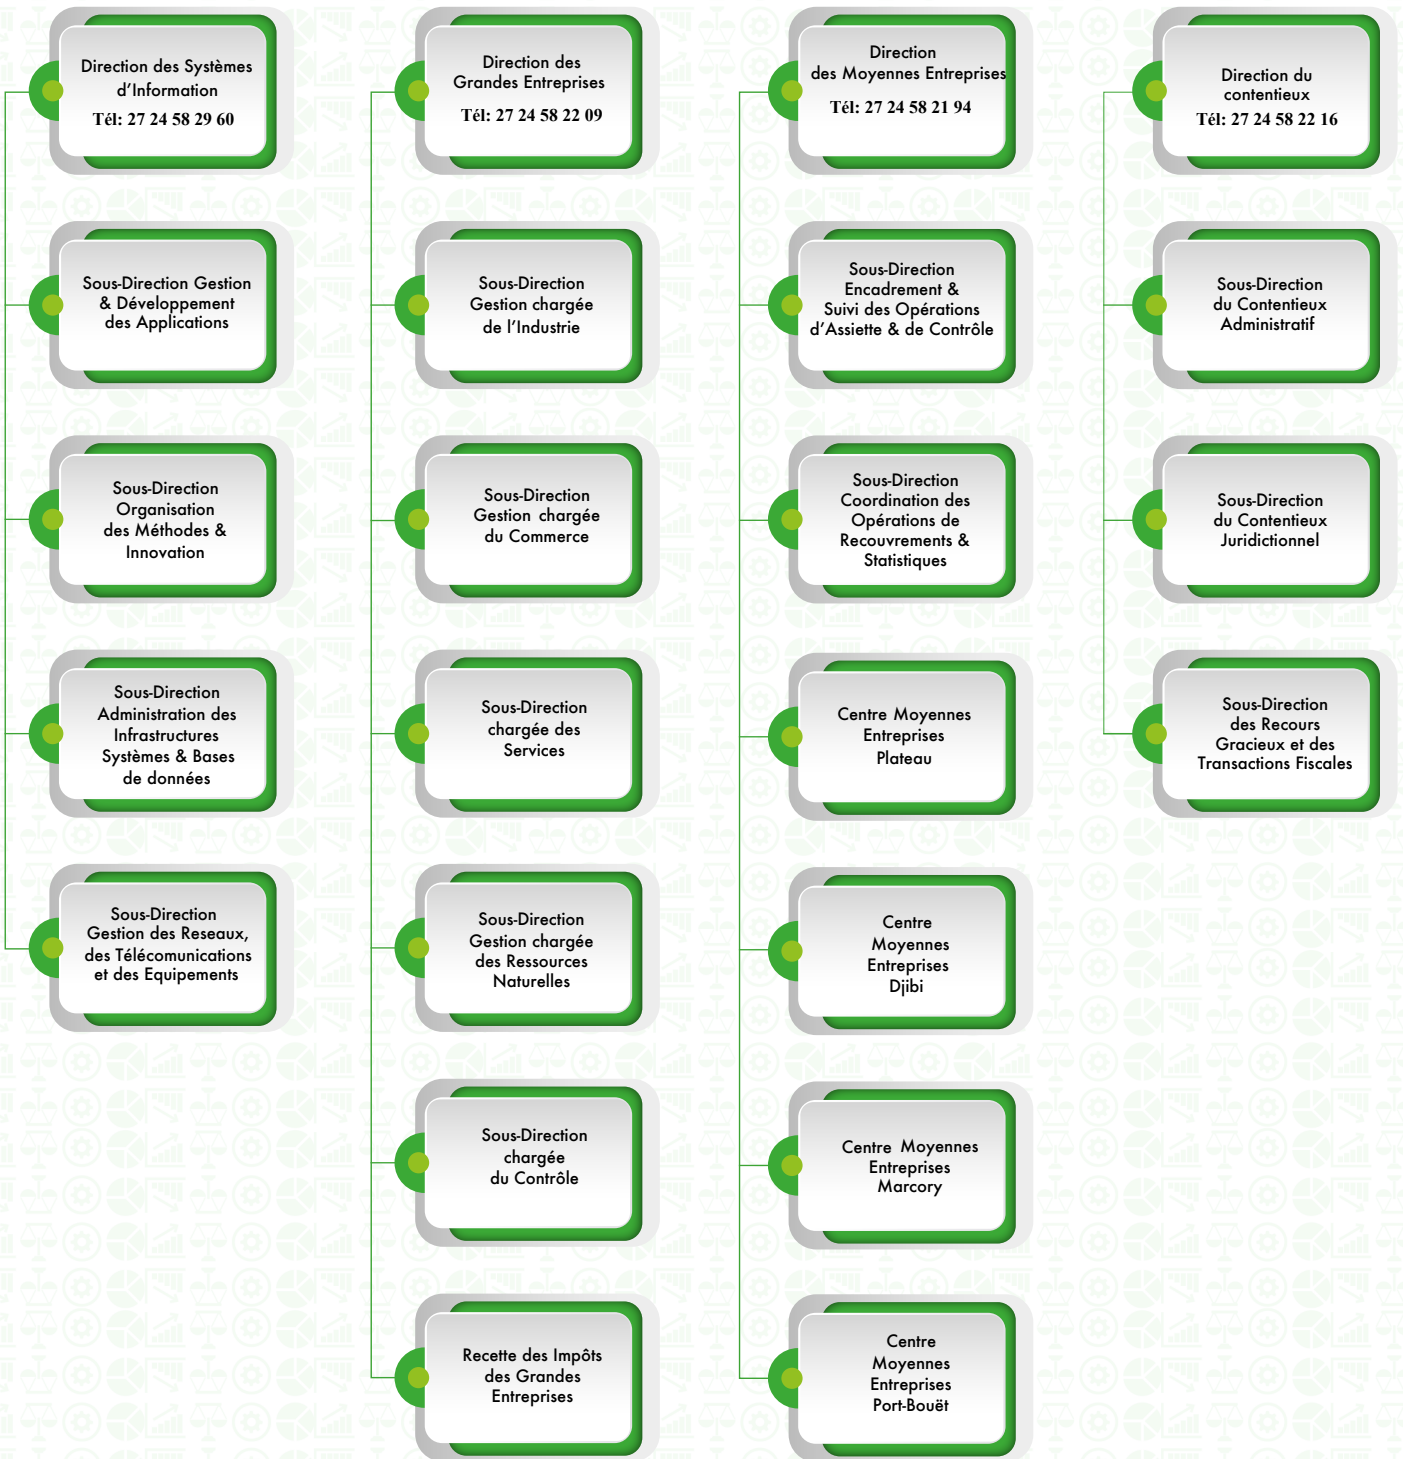 Direction des Systèmes
d'Information
Tél: 27 24 58 29 60
Sous-Direction Gestion
& Développement
des Applications
Sous-Direction
Organisation
des Méthodes &
Innovation
Sous-Direction
Administration des
Infrastructures
Systèmes & Bases
de données
Sous-Direction
Gestion des Reseaux,
des Télécomunications
et des Equipements
Direction des
Grandes Entreprises
Tél: 27 24 58 22 09
Sous-Direction
Gestion chargée
de l'Industrie
Sous-Direction
Gestion chargée
du Commerce
Sous-Direction
chargée des
Services
Sous-Direction
Gestion chargée
des Ressources
Naturelles
Sous-Direction
chargée
du Contrôle
Recette des Impôts
des Grandes
Entreprises
Direction
des Moyennes Entreprises
Tél: 27 24 58 21 94
Sous-Direction
Encadrement &
Suivi des Opérations
d'Assiette & de Contrôle
Sous-Direction
Coordination des
Opérations de
Recouvrements &
Statistiques
Centre Moyennes
Entreprises
Plateau
Centre
Moyennes
Entreprises
Djibi
Centre Moyennes
Entreprises
Marcory
Centre
Moyennes
Entreprises
Port-Bouët
Direction du
contentieux
Tél: 27 24 58 22 16
Sous-Direction
du Contentieux
Administratif
Sous-Direction
du Contentieux
Juridictionnel
Sous-Direction
des Recours
Gracieux et des
Transactions Fiscales